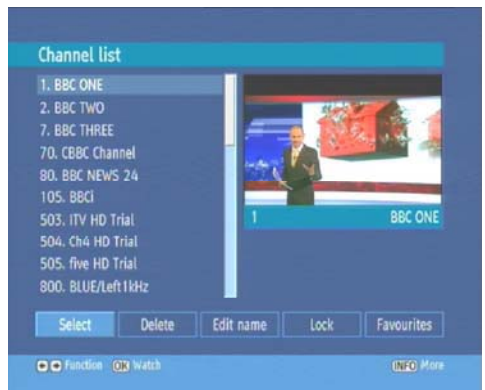 Channel list
1. BBC ONE
2. BBC TWO
7. BBC THREE
70. CBBC Channel
80. BBC NEWS 24
105. BBCi
503. ITV HD Trial
504. Ch4 HD Trial
505. five HD Trial
800. BLUE/Left1kHz
1 BBC ONE
Select Delete Edit name Lock Favourites
Function OK Watch INFO More